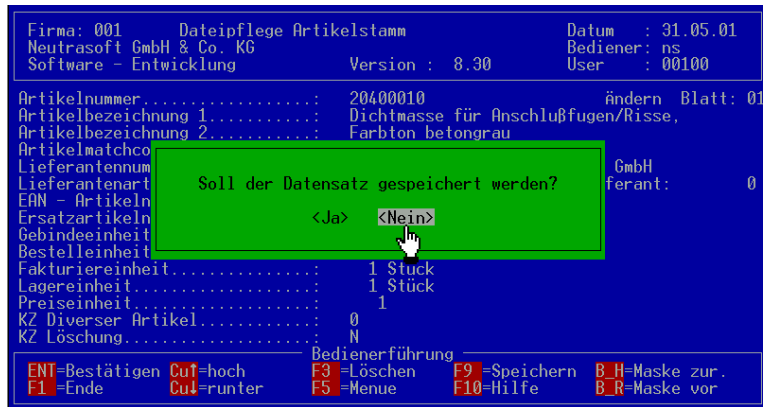 Firma: 001 Dateipflege Artikelstamm Datum : 31.05.01
Neutrasoft GmbH & Co. KG Bediener: ns
Software - Entwicklung Version : 8.30 User : 00100
Artikelnummer...................: 20400010 ändern Blatt: 01
Artikelbezeichnung 1............: Dichtmasse für Anschlußfugen/Risse,
Artikelbezeichnung 2............: Farbton betongrau
Artikelmatchco
Lieferantennum GmbH
Lieferantenart ferant: 0
Soll der Datensatz gespeichert werden?
EAN - Artikeln
Ersatzartikeln
<Ja> <Nein>
Gebindeeinheit
Bestelleinheit
Fakturiereinheit................: 1 Stück
Lagereinheit....................: 1 Stück
Preiseinheit....................: 1
KZ Diverser Artikel.............: 0
KZ Löschung.....................: N
Bedienerführung
ENT=Bestätigen Cu↑=hoch F3 =Löschen F9 =Speichern B_H=Maske zur.
F1 =Ende Cu↓=runter F5 =Menue F10=Hilfe B_R=Maske vor